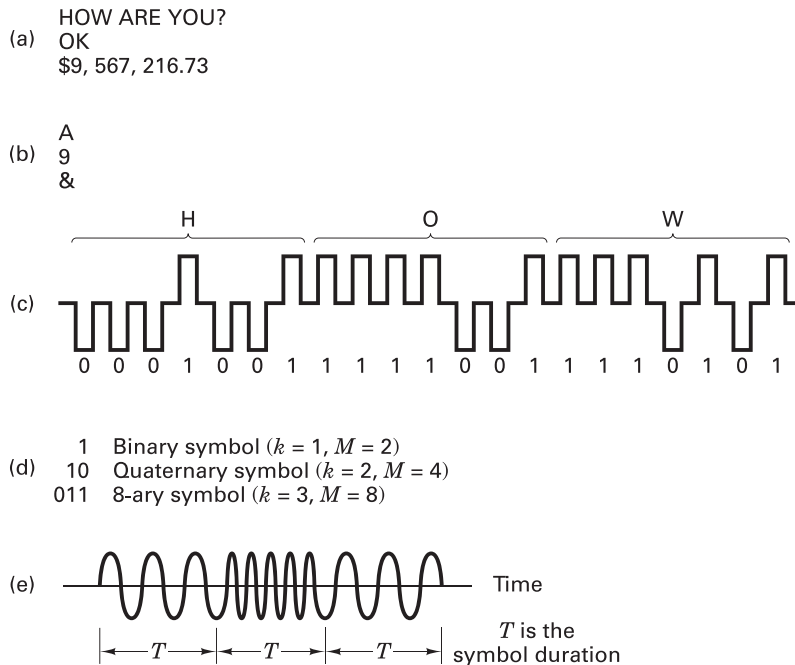 (a) HOW ARE YOU?
OK
$9, 567, 216.73
(b) A
9
&
H O W
(c)
0 0 0 1 0 0 1 1 1 1 1 0 0 1 1 1 1 0 1 0 1
(d) 1 Binary symbol (k = 1, M = 2)
10 Quaternary symbol (k = 2, M = 4)
011 8-ary symbol (k = 3, M = 8)
(e) Time
T T T T is the
symbol duration